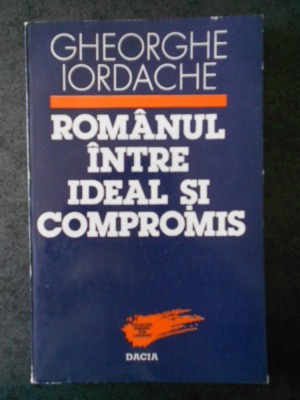 GHEORGHE
IORDACHE
ROMÂNUL
ÎNTRE
IDEAL ȘI
COMPROMIS
DACIA